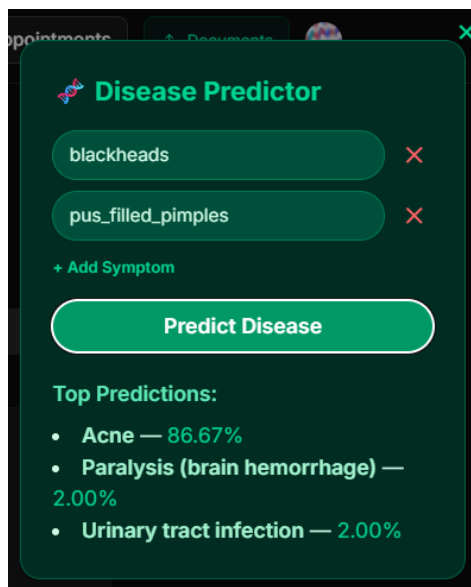 ppointments
Documents
Disease Predictor
blackheads
pus_filled_pimples
+ Add Symptom
Predict Disease
Top Predictions:
• Acne — 86.67%
• Paralysis (brain hemorrhage) —
2.00%
• Urinary tract infection — 2.00%